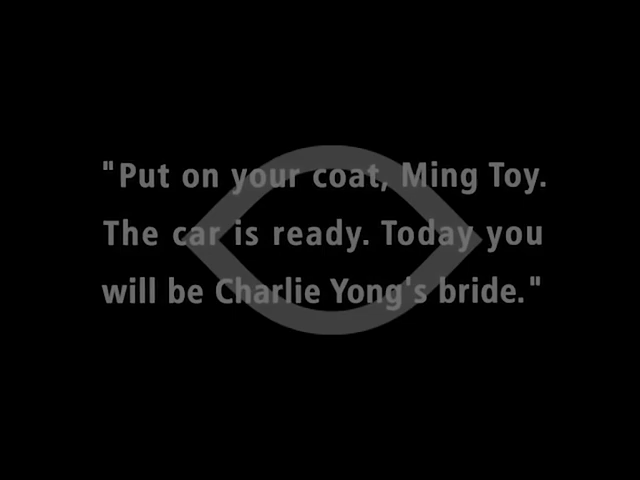 "Put on your coat, Ming Toy.
The car is ready. Today you
will be Charlie Yong's bride."